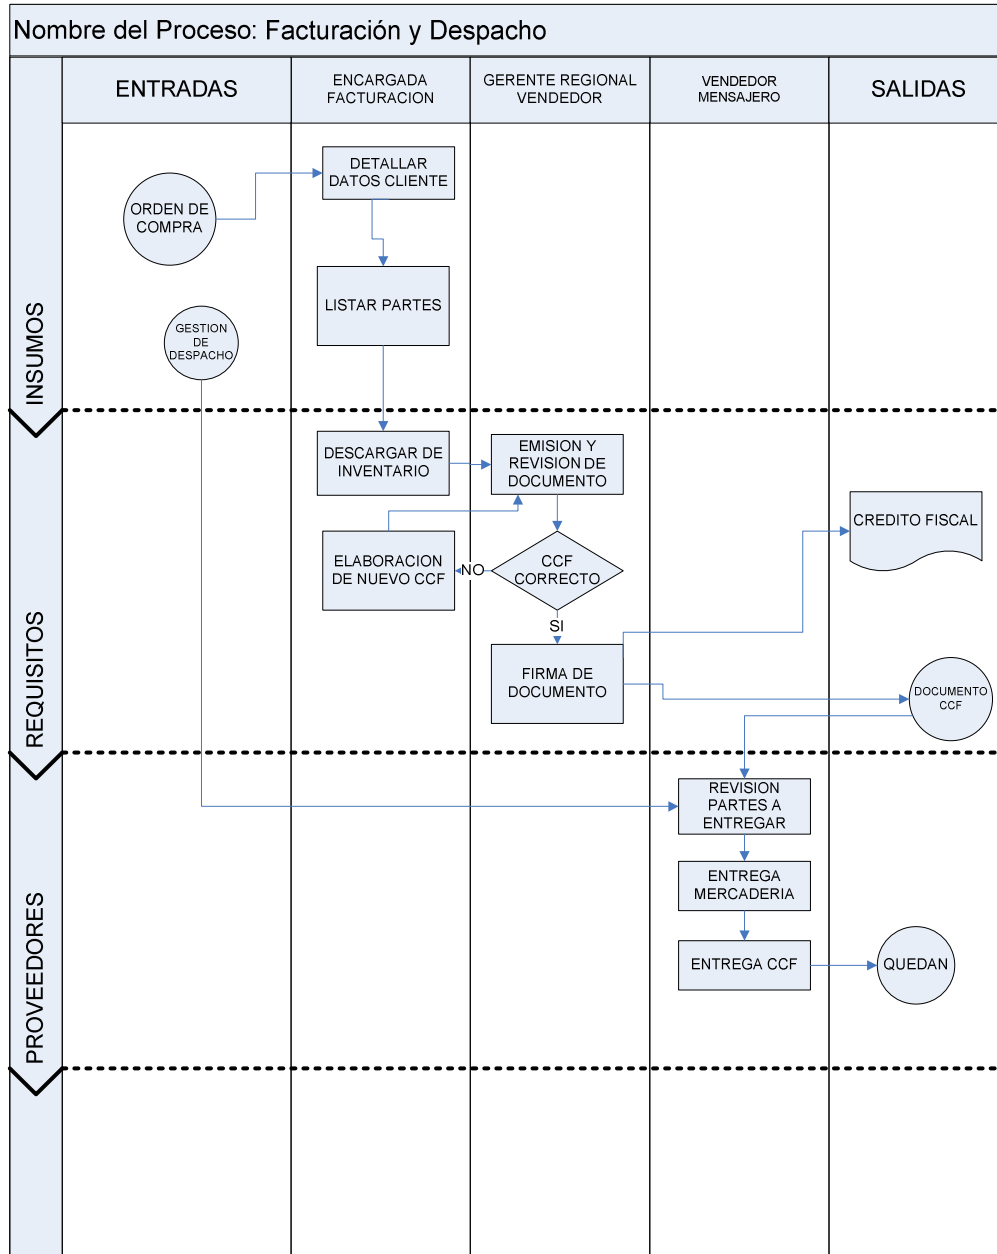 Nombre del Proceso: Facturación y Despacho
ENTRADAS
ENCARGADA
FACTURACION
GERENTE REGIONAL
VENDEDOR
VENDEDOR
MENSAJERO
SALIDAS
INSUMOS
ORDEN DE
COMPRA
DETALLAR
DATOS CLIENTE
LISTAR PARTES
GESTION
DE
DESPACHO
REQUISITOS
DESCARGAR DE
INVENTARIO
EMISION Y
REVISION DE
DOCUMENTO
CREDITO FISCAL
ELABORACION
DE NUEVO CCF
NO
CCF
CORRECTO
SI
FIRMA DE
DOCUMENTO
DOCUMENTO
CCF
PROVEEDORES
REVISION
PARTES A
ENTREGAR
ENTREGA
MERCADERIA
ENTREGA CCF
QUEDAN